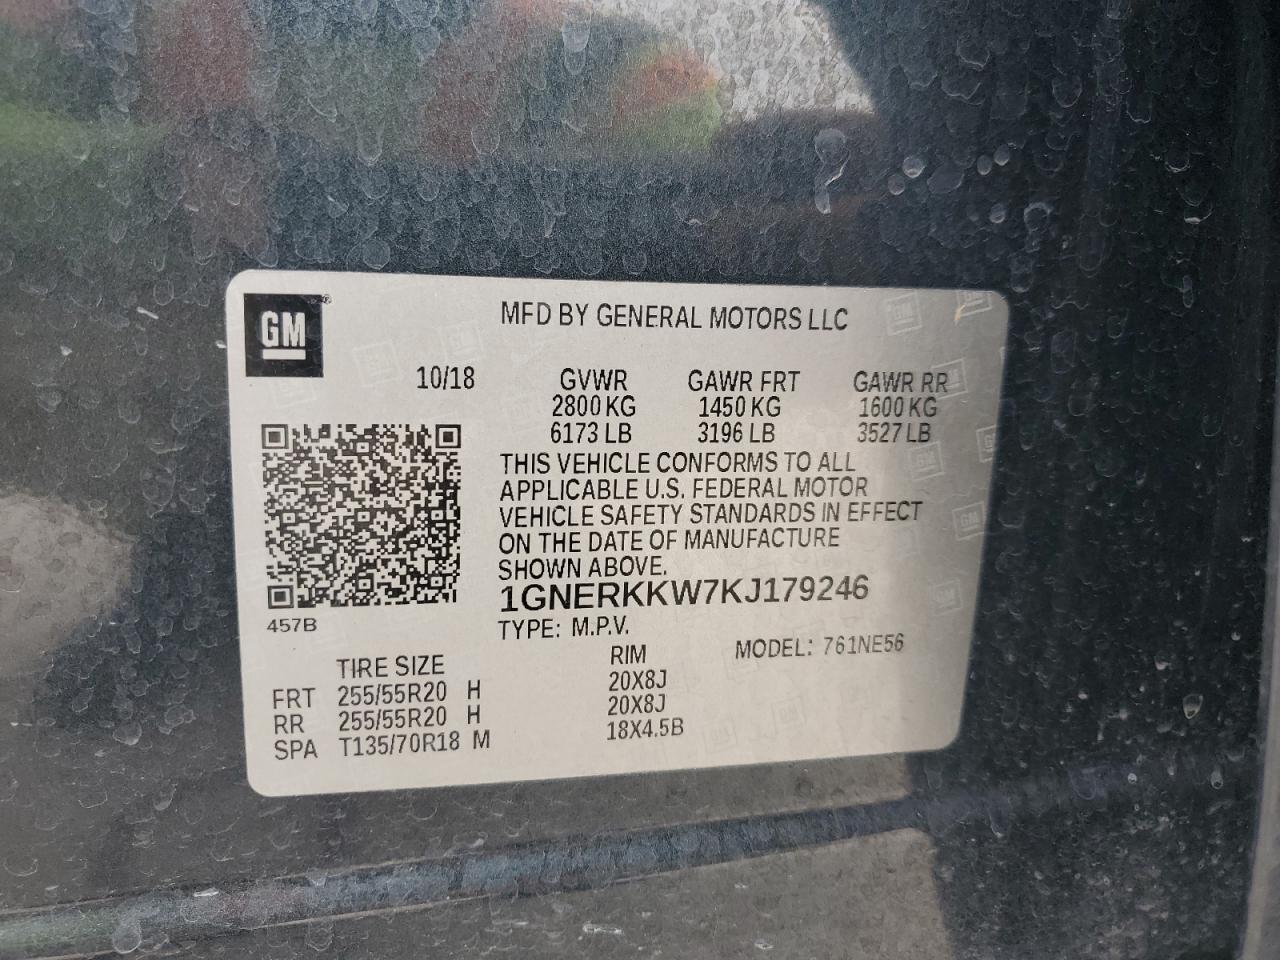 GM
MFD BY GENERAL MOTORS LLC
10/18
GVWR GAWR FRT GAWR RR
2800 KG 1450 KG 1600 KG
6173 LB 3196 LB 3527 LB
THIS VEHICLE CONFORMS TO ALL
APPLICABLE U.S. FEDERAL MOTOR
VEHICLE SAFETY STANDARDS IN EFFECT
ON THE DATE OF MANUFACTURE
SHOWN ABOVE.
1GNERKKW7KJ179246
457B
TYPE: M.P.V.
MODEL: 761NE56
TIRE SIZE RIM
FRT 255/55R20 H 20X8J
RR 255/55R20 H 20X8J
SPA T135/70R18 M 18X4.5B